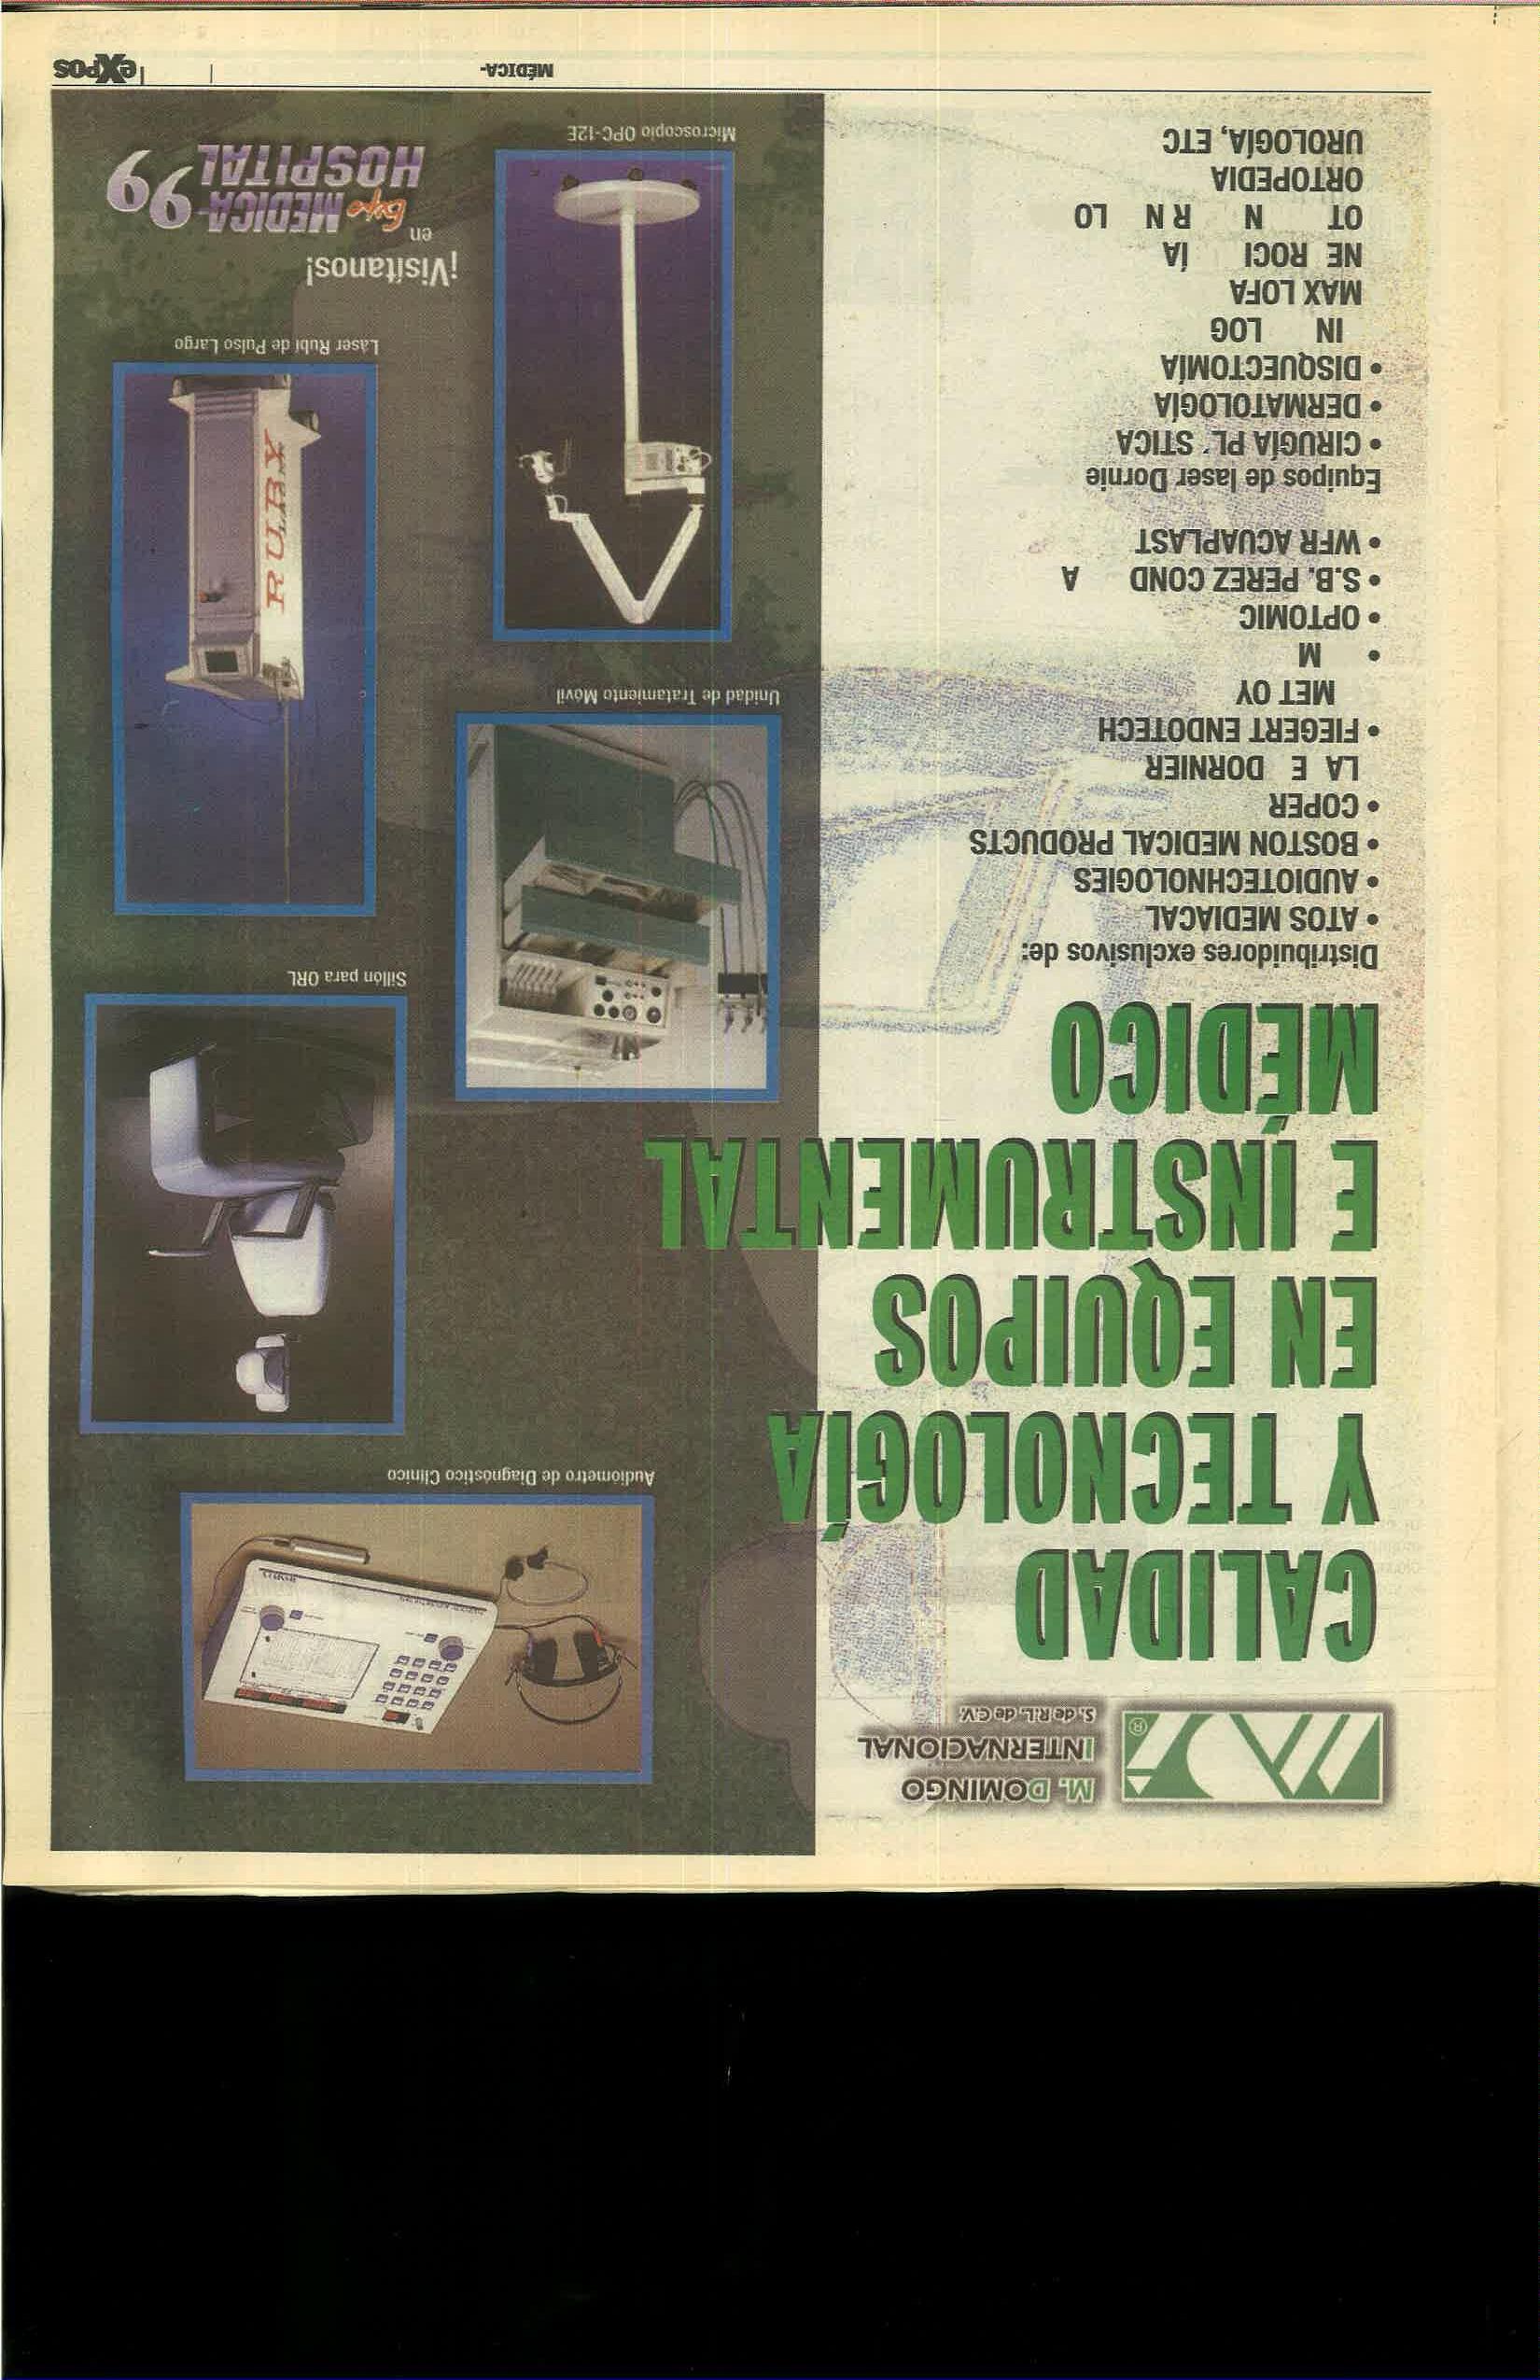 M. DOMINGO
INTERNACIONAL
S. de R.L. de C.V.
®
CALIDAD
Y TECNOLOGÍA
EN EQUIPOS
E INSTRUMENTAL
MÉDICO
Distribuidores exclusivos de:
• ATOS MEDIACAL
• AUDIOTECHNOLOGIES
• BOSTON MEDICAL PRODUCTS
• COPER
LA E DORNIER
• FIEGERT ENDOTECH
MET OY
• M
• OPTOMIC
• S.B. PEREZ COND A
• WFR ACUAPLAST
Equipos de laser Dornie
• CIRUGÍA PL STICA
• DERMATOLOGÍA
• DISQUECTOMÍA
IN LOG
MAX LOFA
NE ROCI ÍA
OT N R N LO
ORTOPEDIA
UROLOGÍA, ETC
Audiometro de Diagnóstico Clínico
Sillón para ORL
Unidad de Tratamiento Móvil
RUBY
Láser Rubí de Pulso Largo
Microscopio OPC-12E
¡Visítanos!
en
Expo MEDICA-
HOSPITAL 99
MÉDICA-
eXpos